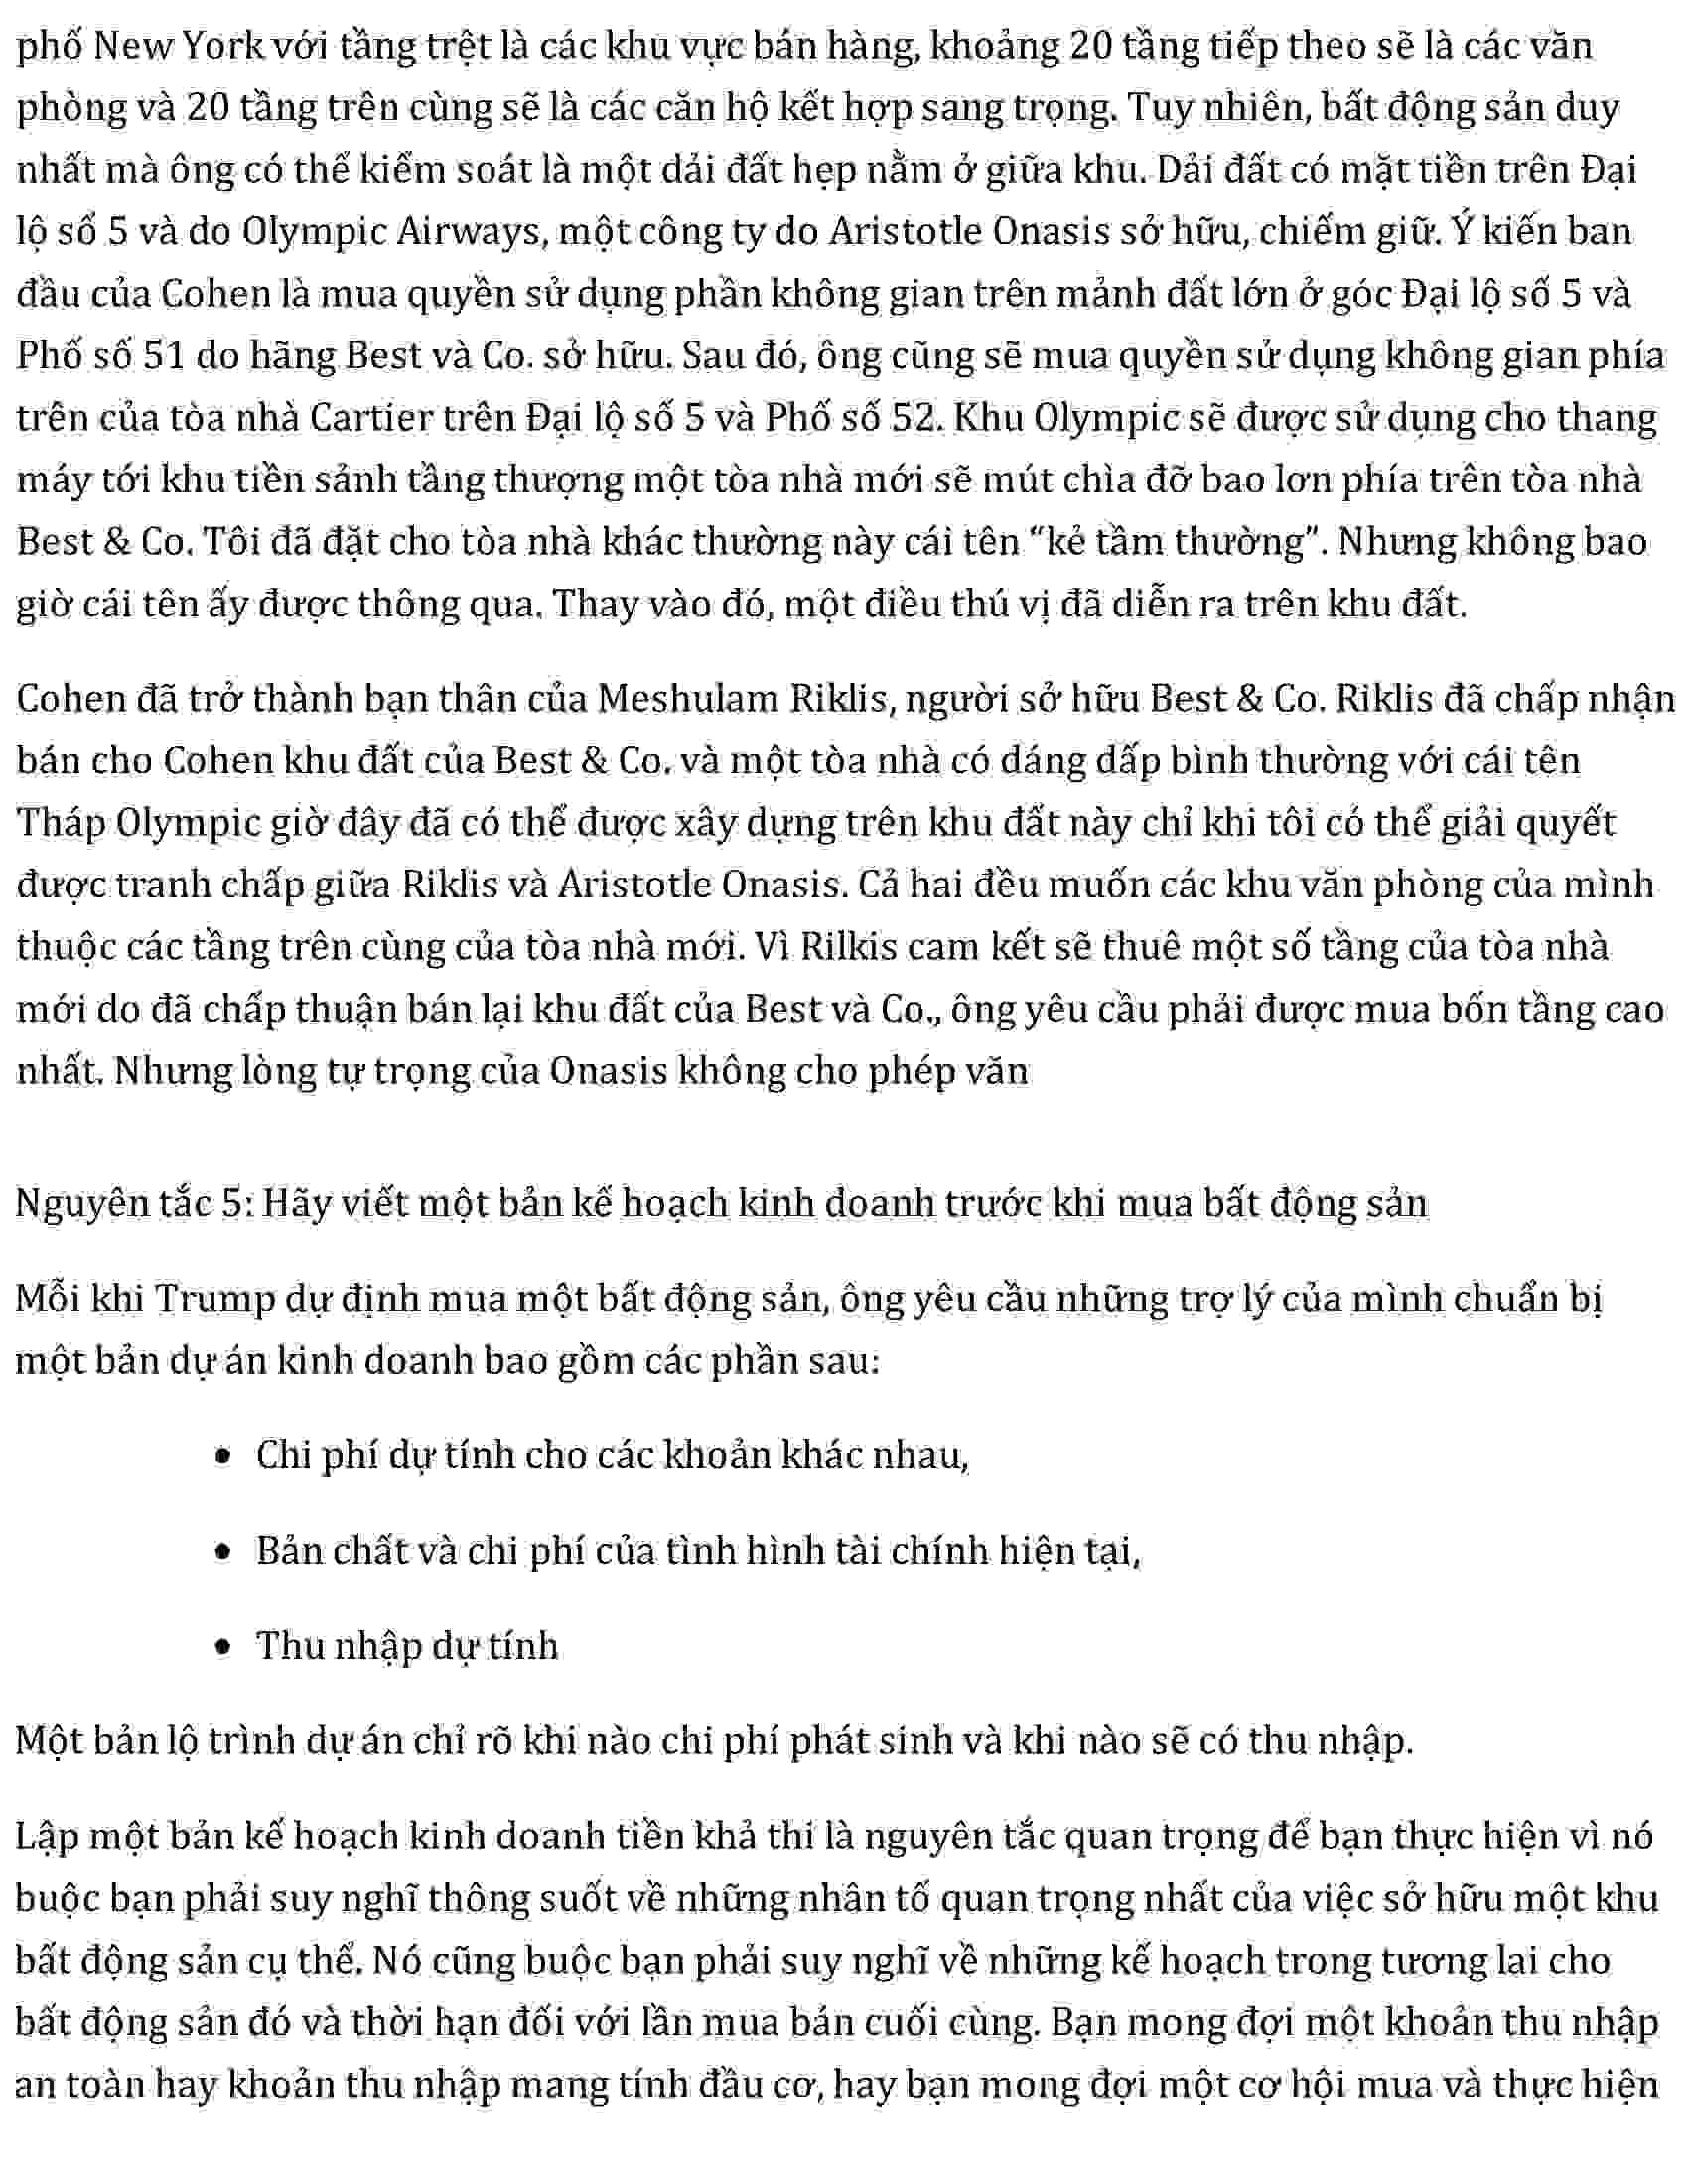 phố New York với tầng trệt là các khu vực bán hàng, khoảng 20 tầng tiếp theo sẽ là các văn
phòng và 20 tầng trên cùng sẽ là các căn hộ kết hợp sang trọng. Tuy nhiên, bất động sản duy
nhất mà ông có thể kiểm soát là một dải đất hẹp nằm ở giữa khu. Dải đất có mặt tiền trên Đại
lộ số 5 và do Olympic Airways, một công ty do Aristotle Onasis sở hữu, chiếm giữ. Ý kiến ban
đầu của Cohen là mua quyền sử dụng phần không gian trên mảnh đất lớn ở góc Đại lộ số 5 và
Phố số 51 do hãng Best và Co. sở hữu. Sau đó, ông cũng sẽ mua quyền sử dụng không gian phía
trên của tòa nhà Cartier trên Đại lộ số 5 và Phố số 52. Khu Olympic sẽ được sử dụng cho thang
máy tới khu tiền sảnh tầng thượng một tòa nhà mới sẽ mút chìa đỡ bao lơn phía trên tòa nhà
Best & Co. Tôi đã đặt cho tòa nhà khác thường này cái tên “kẻ tầm thường”. Nhưng không bao
giờ cái tên ấy được thông qua. Thay vào đó, một điều thú vị đã diễn ra trên khu đất.
Cohen đã trở thành bạn thân của Meshulam Riklis, người sở hữu Best & Co. Riklis đã chấp nhận
bán cho Cohen khu đất của Best & Co. và một tòa nhà có dáng dấp bình thường với cái tên
Tháp Olympic giờ đây đã có thể được xây dựng trên khu đất này chỉ khi tôi có thể giải quyết
được tranh chấp giữa Riklis và Aristotle Onasis. Cả hai đều muốn các khu văn phòng của mình
thuộc các tầng trên cùng của tòa nhà mới. Vì Rilkis cam kết sẽ thuê một số tầng của tòa nhà
mới do đã chấp thuận bán lại khu đất của Best và Co., ông yêu cầu phải được mua bốn tầng cao
nhất. Nhưng lòng tự trọng của Onasis không cho phép văn
Nguyên tắc 5: Hãy viết một bản kế hoạch kinh doanh trước khi mua bất động sản
Mỗi khi Trump dự định mua một bất động sản, ông yêu cầu những trợ lý của mình chuẩn bị
một bản dự án kinh doanh bao gồm các phần sau:
• Chi phí dự tính cho các khoản khác nhau,
• Bản chất và chi phí của tình hình tài chính hiện tại,
• Thu nhập dự tính
Một bản lộ trình dự án chỉ rõ khi nào chi phí phát sinh và khi nào sẽ có thu nhập.
Lập một bản kế hoạch kinh doanh tiền khả thi là nguyên tắc quan trọng để bạn thực hiện vì nó
buộc bạn phải suy nghĩ thông suốt về những nhân tố quan trọng nhất của việc sở hữu một khu
bất động sản cụ thể. Nó cũng buộc bạn phải suy nghĩ về những kế hoạch trong tương lai cho
bất động sản đó và thời hạn đối với lần mua bán cuối cùng. Bạn mong đợi một khoản thu nhập
an toàn hay khoản thu nhập mang tính đầu cơ, hay bạn mong đợi một cơ hội mua và thực hiện